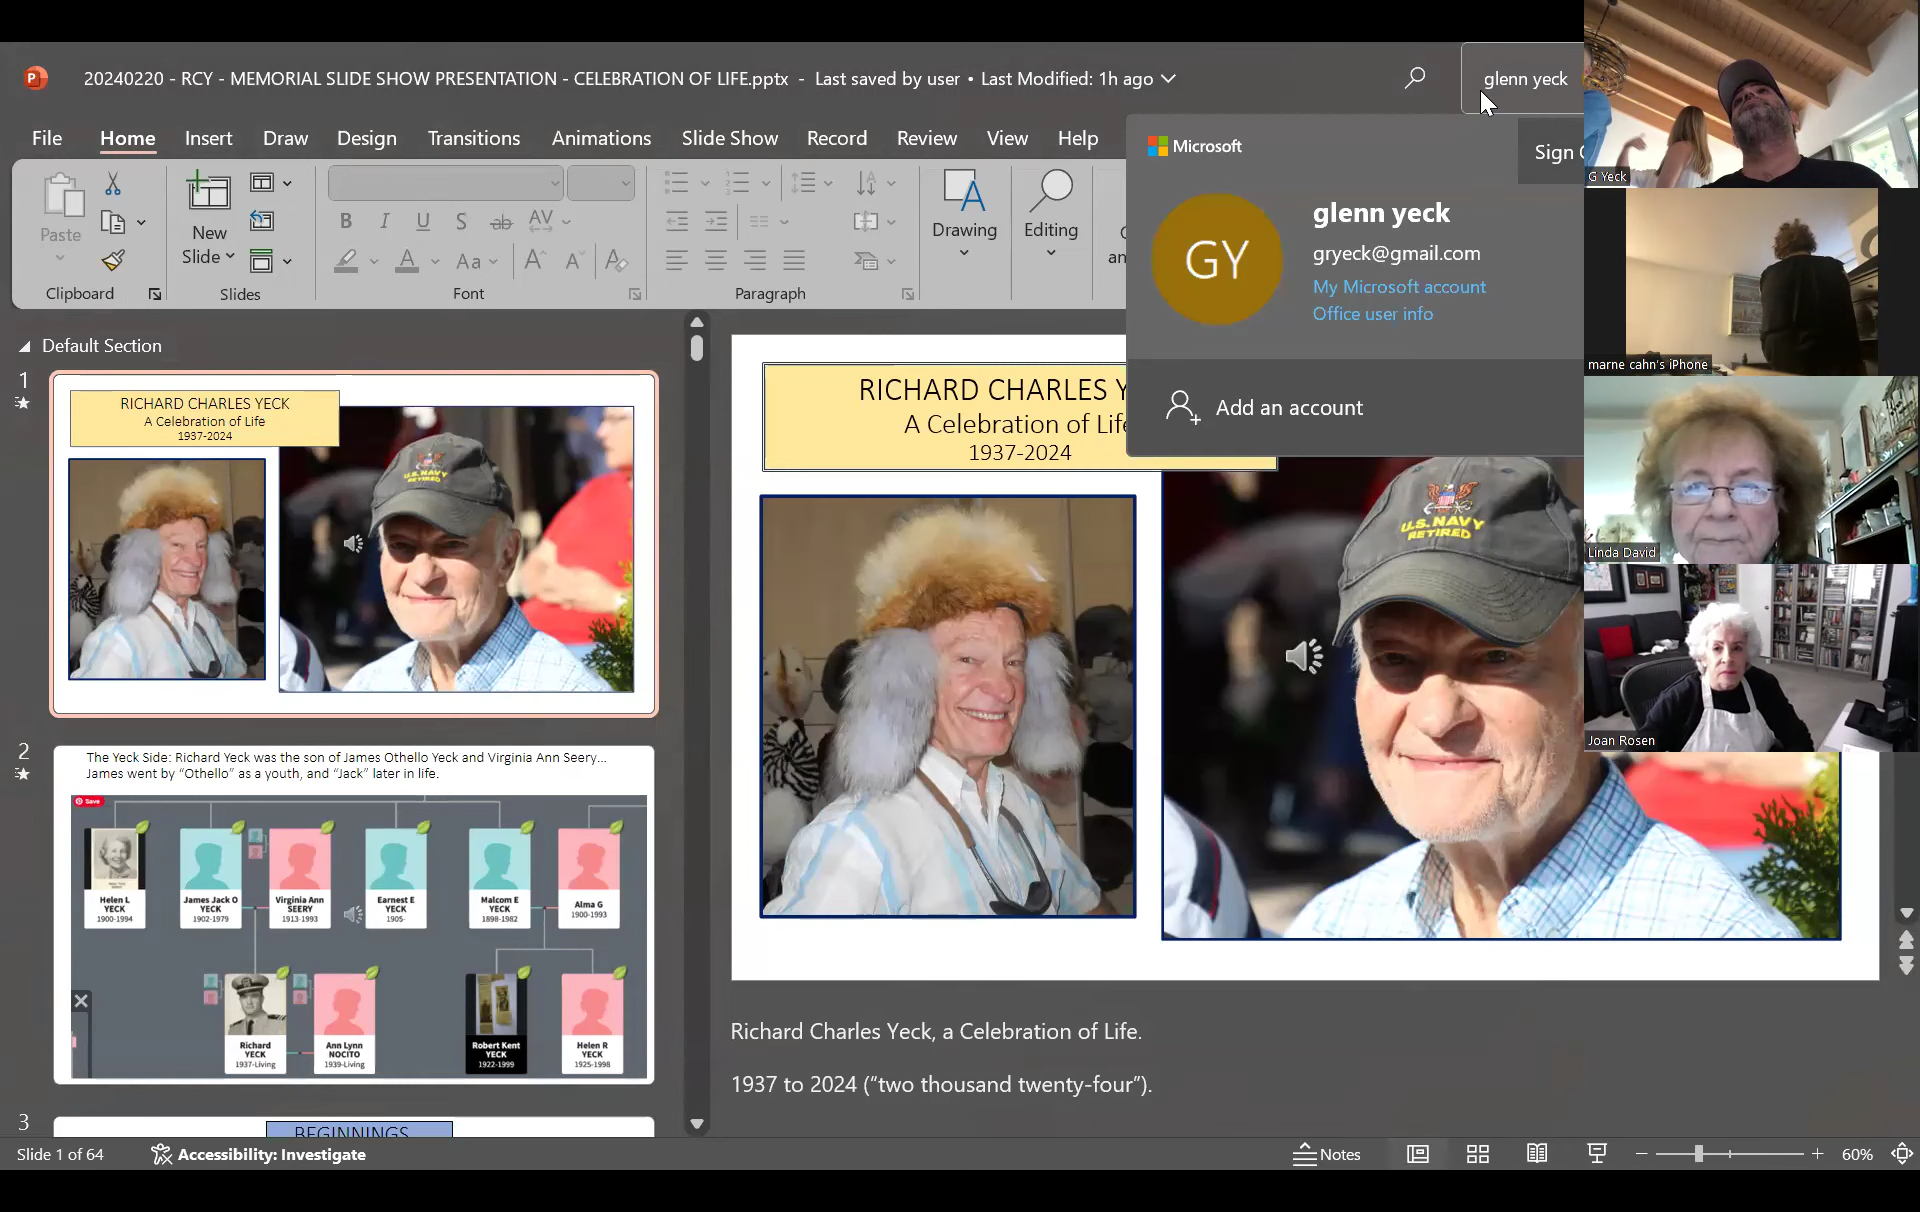 20240220 - RCY - MEMORIAL SLIDE SHOW PRESENTATION - CELEBRATION OF LIFE.pptx - Last saved by user • Last Modified: 1h ago
glenn yeck
File Home Insert Draw Design Transitions Animations Slide Show Record Review View Help
Microsoft
Sign
Paste
New
Slide
Drawing
Editing
Clipboard
Slides
Font
Paragraph
GY
glenn yeck
gryeck@gmail.com
My Microsoft account
Office user info
Add an account
Default Section
1
RICHARD CHARLES YECK
A Celebration of Life
1937-2024
U.S. NAVY
RETIRED
2
The Yeck Side: Richard Yeck was the son of James Othello Yeck and Virginia Ann Seery...
James went by “Othello” as a youth, and “Jack” later in life.
Save
Helen L
YECK
1900-1994
James Jack O
YECK
1902-1979
Virginia Ann
SEERY
1913-1993
Earnest E
YECK
1905-
Malcom E
YECK
1898-1982
Alma G
1900-1993
Richard
YECK
1937-Living
Ann Lynn
NOCITO
1939-Living
Robert Kent
YECK
1922-1999
Helen R
YECK
1925-1998
3
BEGINNINGS
RICHARD CHARLES Y
A Celebration of Life
1937-2024
U.S. NAVY
RETIRED
Richard Charles Yeck, a Celebration of Life.
1937 to 2024 (“two thousand twenty-four”).
G Yeck
marne cahn's iPhone
Linda David
Joan Rosen
Slide 1 of 64
Accessibility: Investigate
Notes
60%